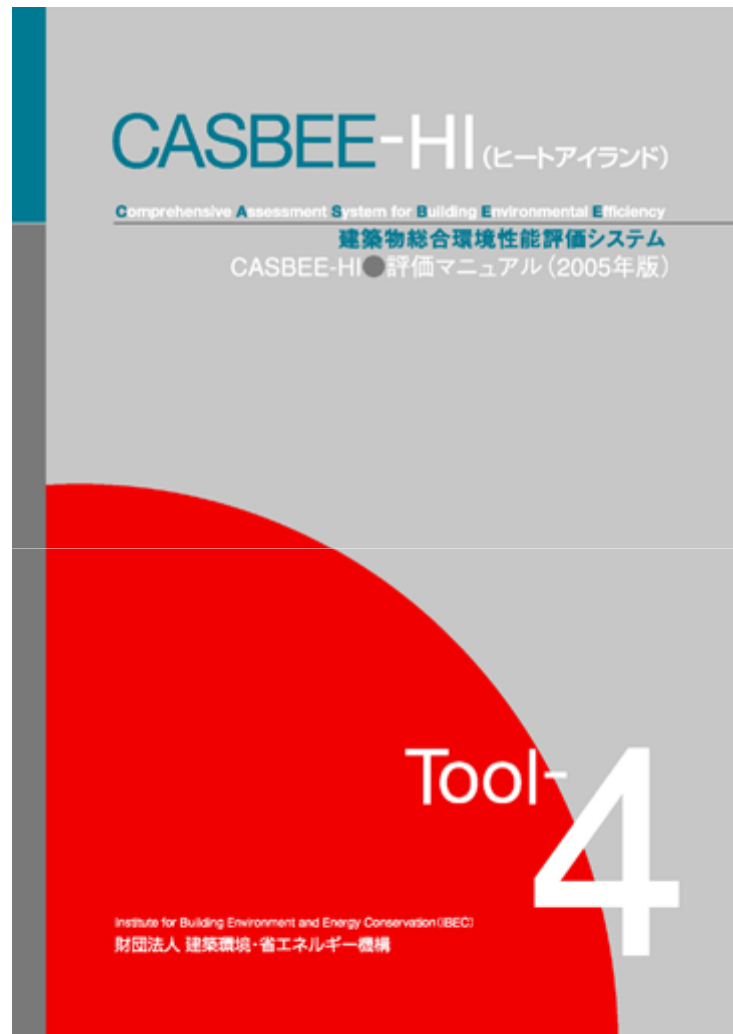 CASBEE-HI(ヒートアイランド)
Comprehensive Assessment System for Building Environmental Efficiency
建築物総合環境性能評価システム
CASBEE-HI●評価マニュアル(2005年版)
Tool-4
Institute for Building Environment and Energy Conservation(IBEC)
財団法人 建築環境・省エネルギー機構